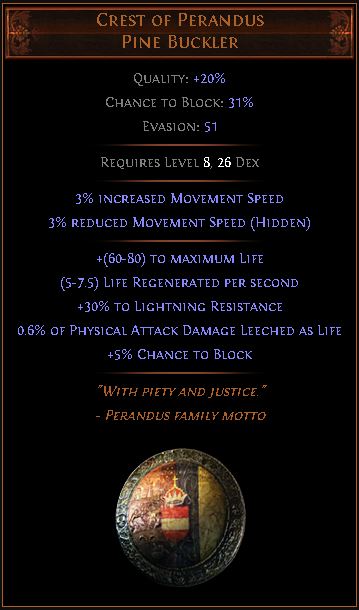 Crest of Perandus
Pine Buckler
Quality: +20%
Chance to Block: 31%
Evasion: 51
Requires Level 8, 26 Dex
3% increased Movement Speed
3% reduced Movement Speed (Hidden)
+(60-80) to maximum Life
(5-7.5) Life Regenerated per second
+30% to Lightning Resistance
0.6% of Physical Attack Damage Leeched as Life
+5% Chance to Block
"With piety and justice."
- Perandus family motto